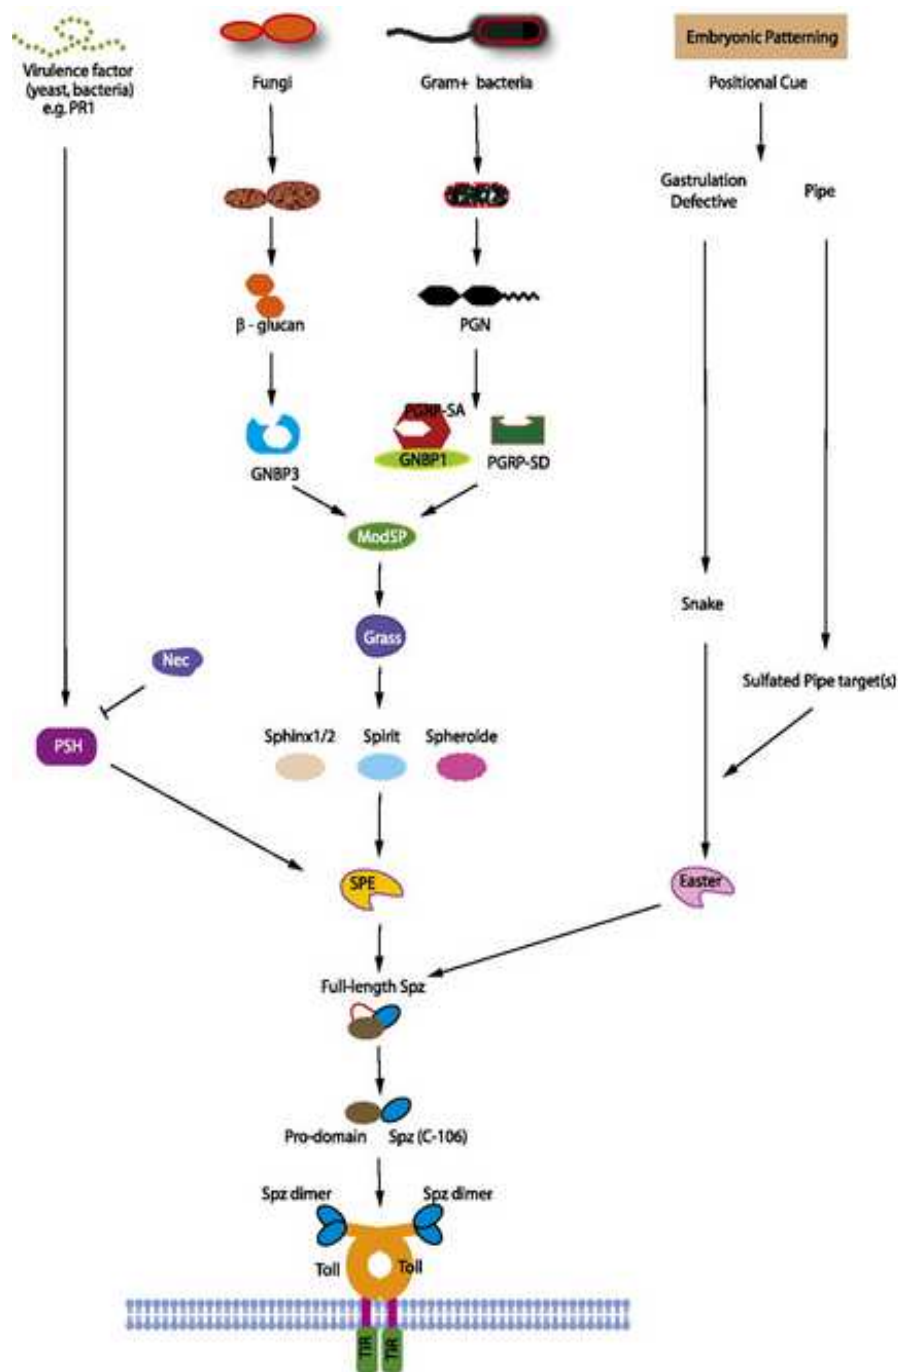 Virulence factor
(yeast, bacteria)
e.g. PR1
Fungi
Gram+ bacteria
Embryonic Patterning
Positional Cue
Gastrulation
Defective
Pipe
β - glucan
PGN
PGRP-SA
GNBP1
GNBP3
PGRP-SD
ModSP
Snake
Grass
Nec
Sulfated Pipe target(s)
PSH
Sphinx1/2
Spirit
Spheroide
SPE
Easter
Full-length Spz
Pro-domain
Spz (C-106)
Spz dimer
Spz dimer
Toll
Toll
TIR
TIR